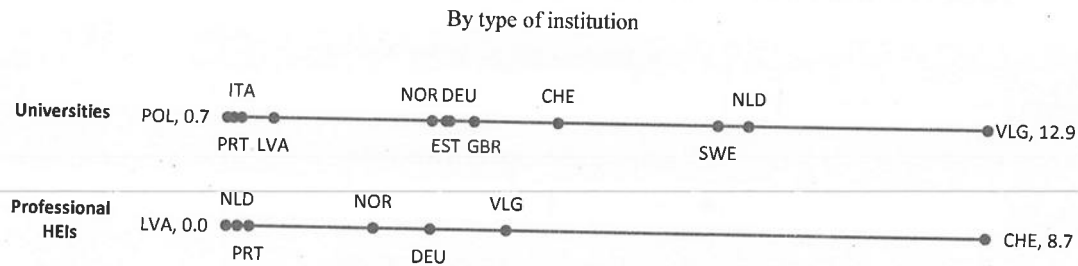 By type of institution
ITA NOR DEU CHE NLD
Universities POL, 0.7 VLG, 12.9
PRT LVA EST GBR SWE
NLD NOR VLG
Professional
HEIs
LVA, 0.0 CHE, 8.7
PRT DEU